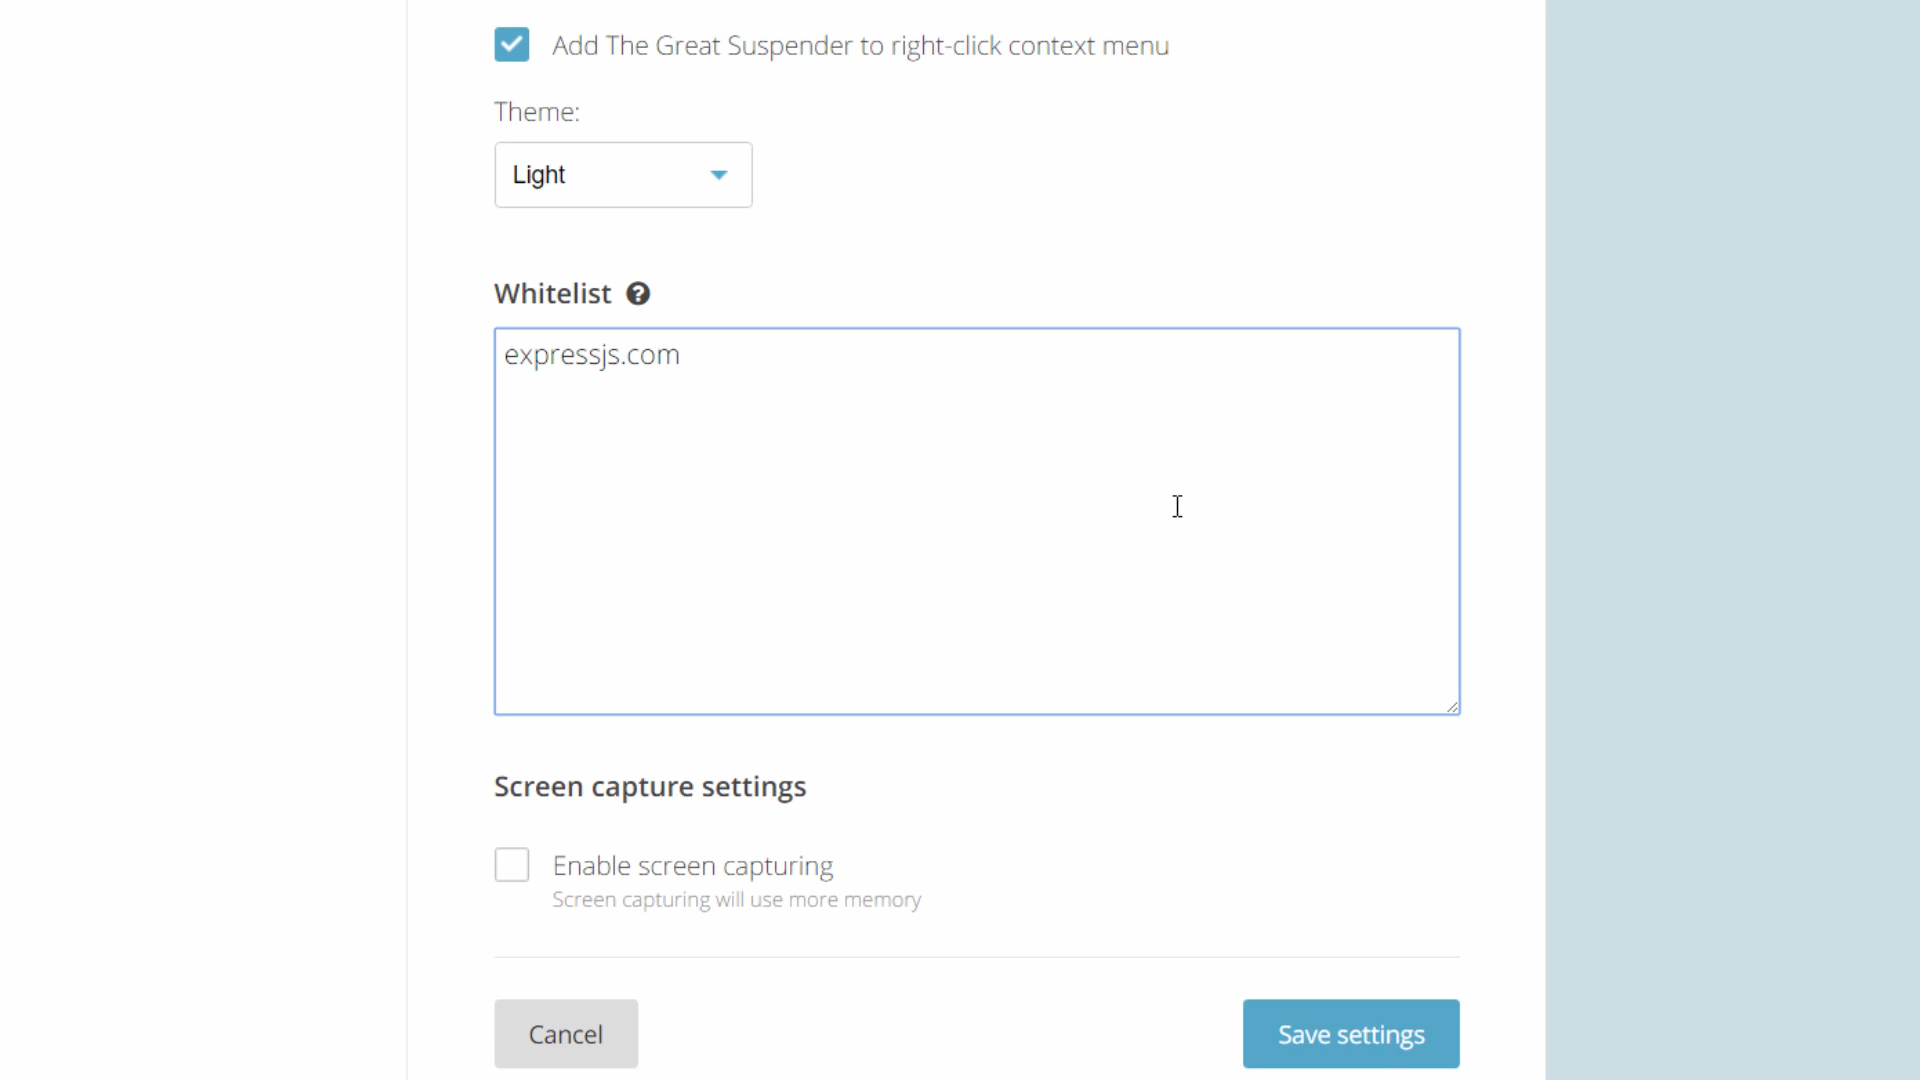 Add The Great Suspender to right-click context menu
Theme:
Light
Whitelist ?
expressjs.com
Screen capture settings
Enable screen capturing
Screen capturing will use more memory
Cancel
Save settings